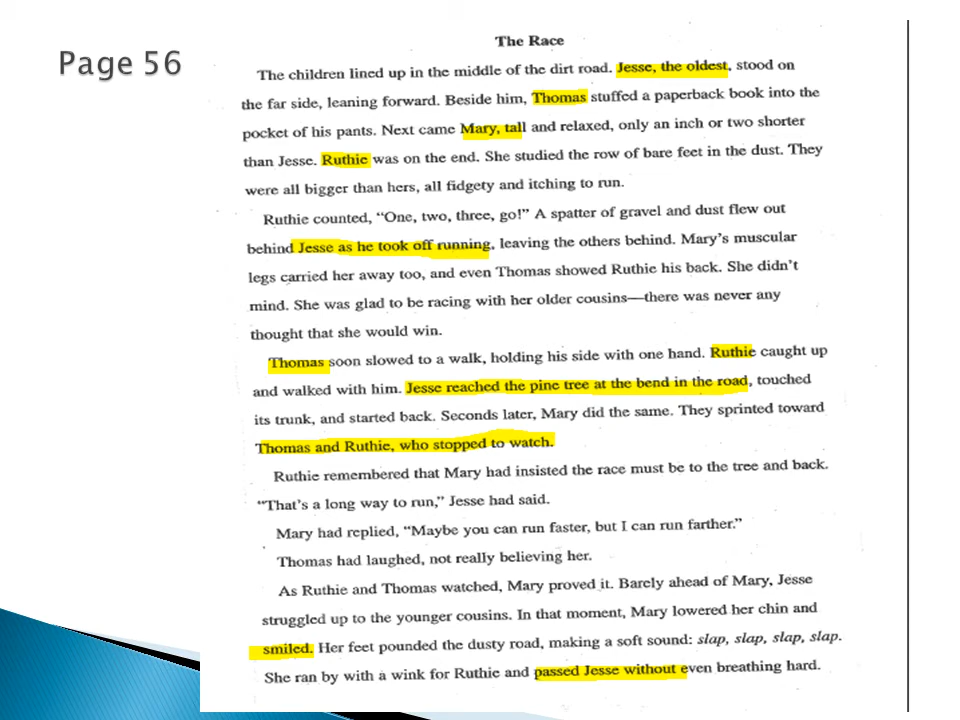 Page 56
The Race
The children lined up in the middle of the dirt road. Jesse, the oldest, stood on
the far side, leaning forward. Beside him, Thomas stuffed a paperback book into the
pocket of his pants. Next came Mary, tall and relaxed, only an inch or two shorter
than Jesse. Ruthie was on the end. She studied the row of bare feet in the dust. They
were all bigger than hers, all fidgety and itching to run.
Ruthie counted, “One, two, three, go!” A spatter of gravel and dust flew out
behind Jesse as he took off running, leaving the others behind. Mary’s muscular
legs carried her away too, and even Thomas showed Ruthie his back. She didn’t
mind. She was glad to be racing with her older cousins—there was never any
thought that she would win.
Thomas soon slowed to a walk, holding his side with one hand. Ruthie caught up
and walked with him. Jesse reached the pine tree at the bend in the road, touched
its trunk, and started back. Seconds later, Mary did the same. They sprinted toward
Thomas and Ruthie, who stopped to watch.
Ruthie remembered that Mary had insisted the race must be to the tree and back.
“That’s a long way to run,” Jesse had said.
Mary had replied, “Maybe you can run faster, but I can run farther.”
Thomas had laughed, not really believing her.
As Ruthie and Thomas watched, Mary proved it. Barely ahead of Mary, Jesse
struggled up to the younger cousins. In that moment, Mary lowered her chin and
smiled. Her feet pounded the dusty road, making a soft sound: slap, slap, slap, slap.
She ran by with a wink for Ruthie and passed Jesse without even breathing hard.